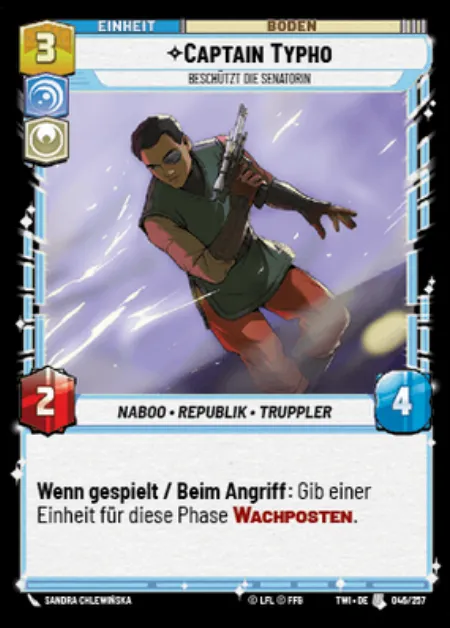 EINHEIT BODEN
3 CAPTAIN TYPHO
BESCHÜTZT DIE SENATORIN
2 NABOO • REPUBLIK • TRUPPLER 4
Wenn gespielt / Beim Angriff: Gib einer
Einheit für diese Phase WACHPOSTEN.
SANDRA CHLEWIŃSKA © LFL © FFG TWI • DE 046/257